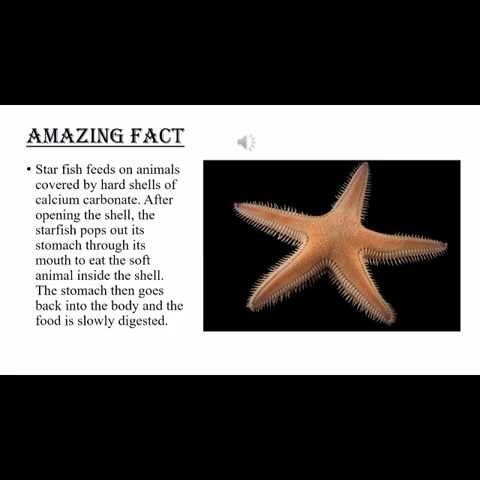 AMAZING FACT
• Star fish feeds on animals
covered by hard shells of
calcium carbonate. After
opening the shell, the
starfish pops out its
stomach through its
mouth to eat the soft
animal inside the shell.
The stomach then goes
back into the body and the
food is slowly digested.